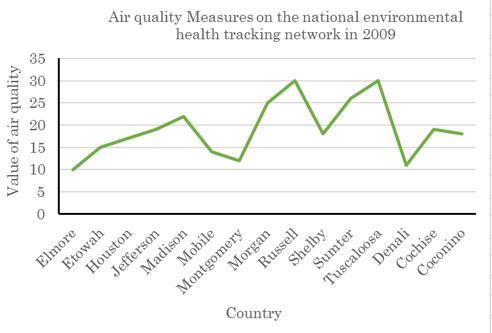 Air quality Measures on the national environmental
health tracking network in 2009
Value of air quality
35
30
25
20
15
10
5
0
Elmore
Etowah
Houston
Jefferson
Madison
Mobile
Montgomery
Morgan
Russell
Shelby
Sumter
Tuscaloosa
Denali
Cochise
Coconino
Country